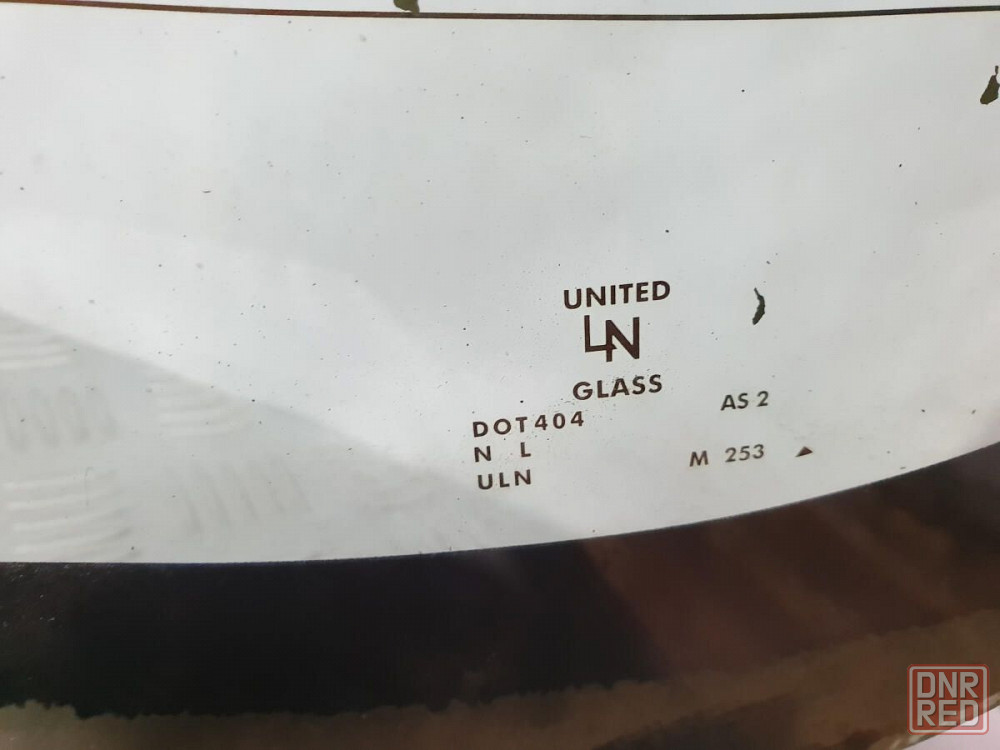 UNITED
LN
GLASS
DOT404 AS 2
N L
ULN M 253
DNR
RED